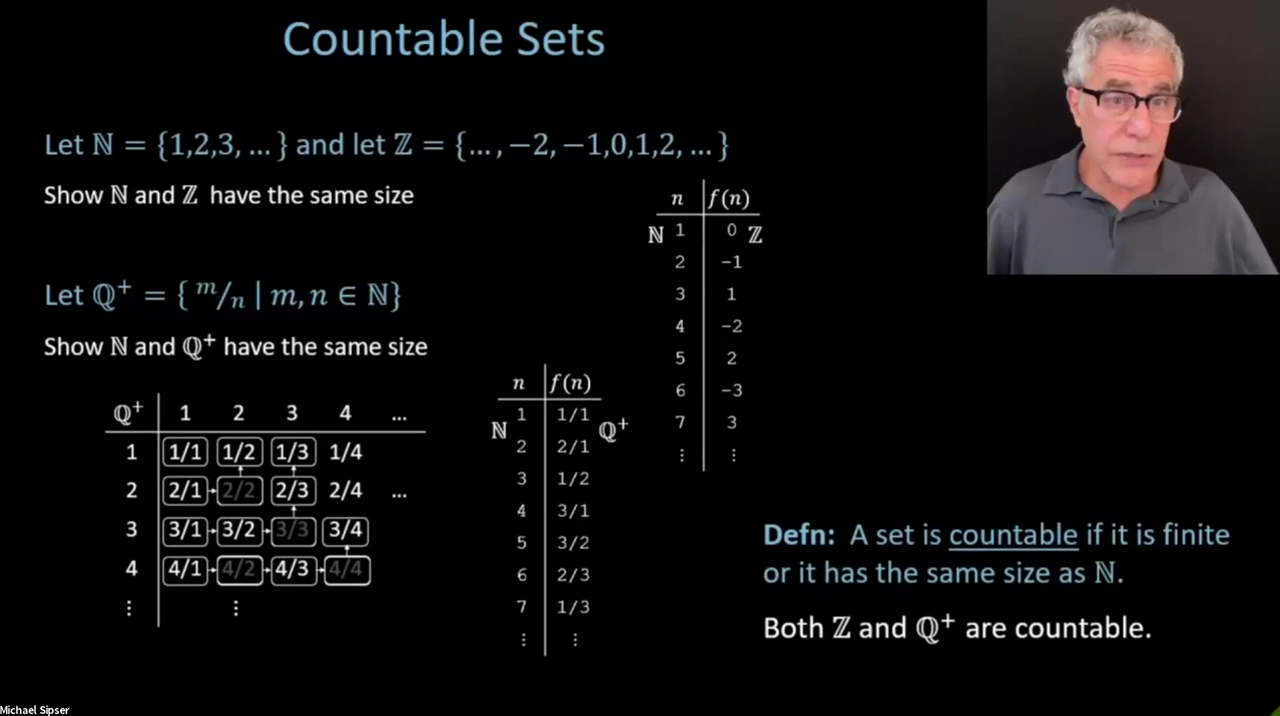 Countable Sets
Let ℕ = {1,2,3, … } and let ℤ = {… , −2, −1,0,1,2, … }
Show ℕ and ℤ have the same size
n f(n)
ℕ 1 0 ℤ
2 −1
3 1
4 −2
5 2
6 −3
7 3
⋮ ⋮
Let ℚ⁺ = { m/n | m, n ∈ ℕ}
Show ℕ and ℚ⁺ have the same size
ℚ⁺ 1 2 3 4 …
1 1/1 1/2 1/3 1/4
2 2/1 2/2 2/3 2/4 …
3 3/1 3/2 3/3 3/4
4 4/1 4/2 4/3 4/4
⋮ ⋮
n f(n)
ℕ 1 1/1 ℚ⁺
2 2/1
3 1/2
4 3/1
5 3/2
6 2/3
7 1/3
⋮ ⋮
Defn: A set is countable if it is finite
or it has the same size as ℕ.
Both ℤ and ℚ⁺ are countable.
Michael Sipser